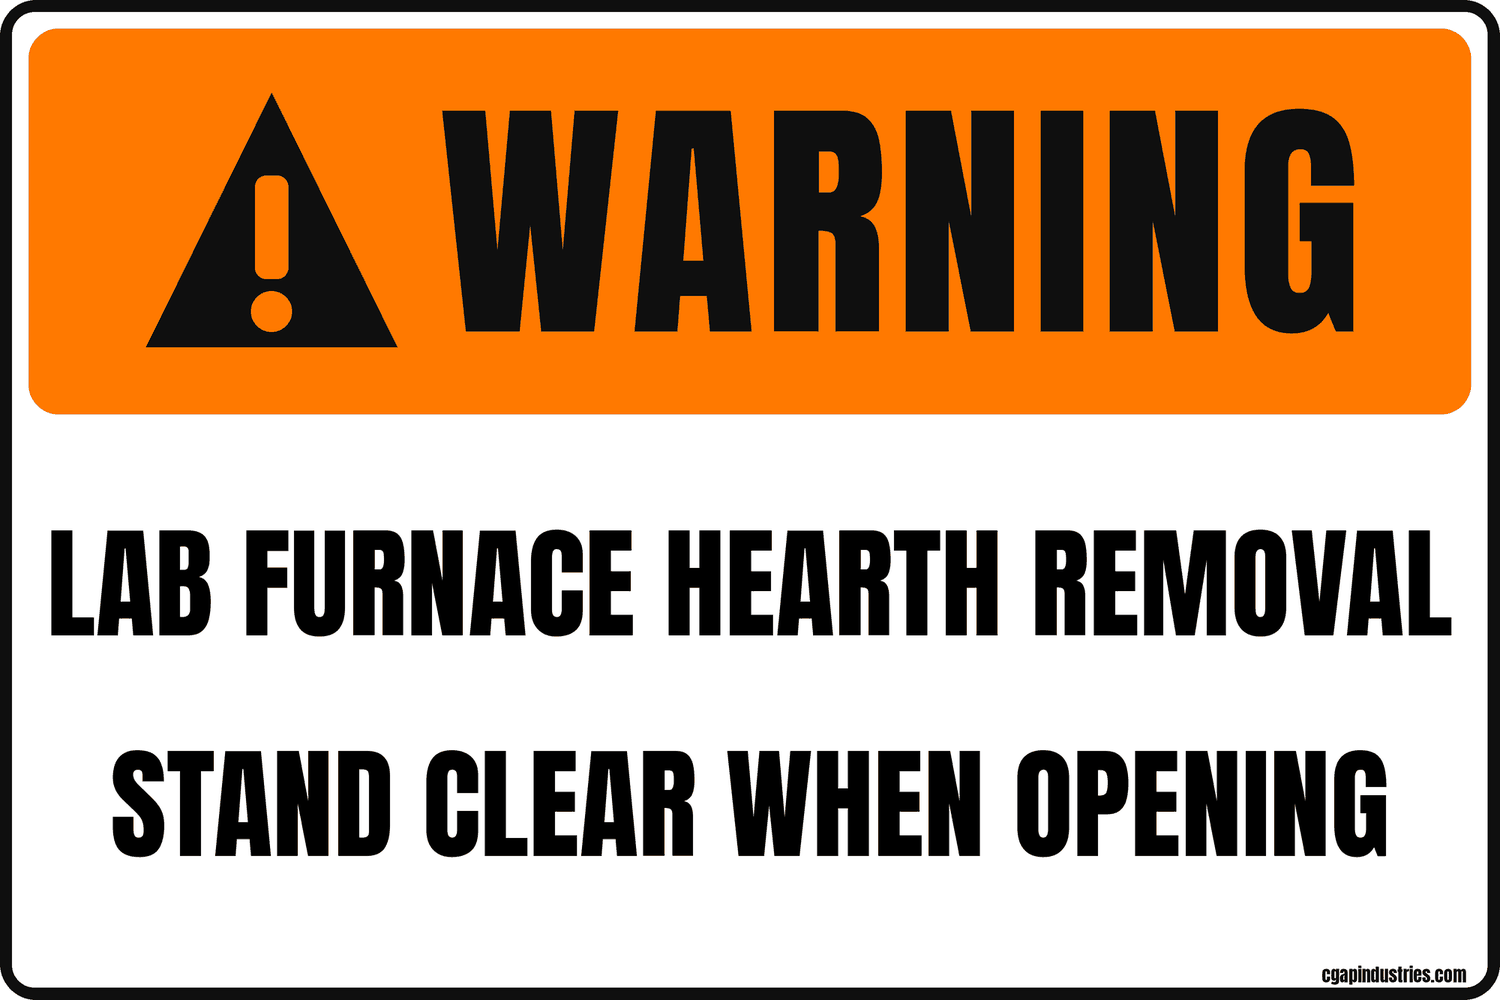 WARNING
LAB FURNACE HEARTH REMOVAL
STAND CLEAR WHEN OPENING
cgapindustries.com